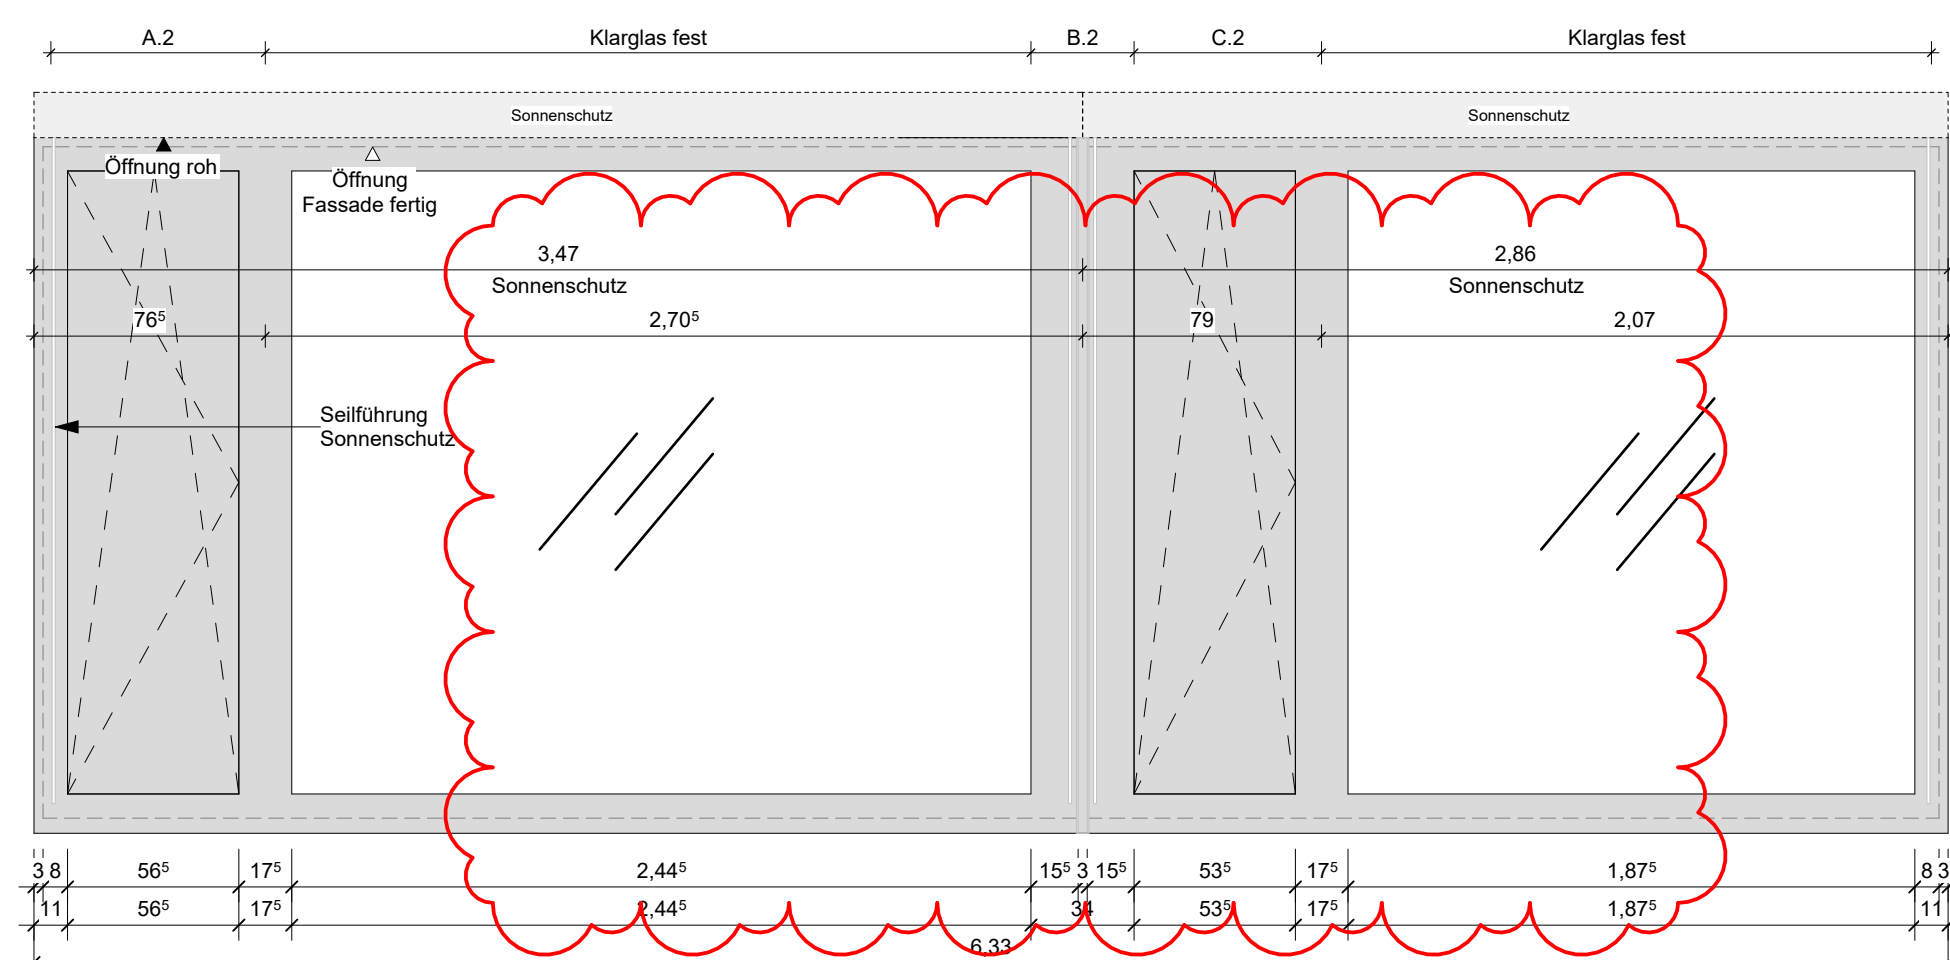 A.2 Klarglas fest B.2 C.2 Klarglas fest
Sonnenschutz Sonnenschutz
Öffnung roh
Öffnung
Fassade fertig
3,47 2,86
Sonnenschutz Sonnenschutz
76⁵ 2,70⁵ 79 2,07
Seilführung
Sonnenschutz
3 8 56⁵ 17⁵ 2,44⁵ 15⁵ 3 15⁵ 53⁵ 17⁵ 1,87⁵ 8 3
11 56⁵ 17⁵ 2,44⁵ 34 53⁵ 17⁵ 1,87⁵ 11
6,33